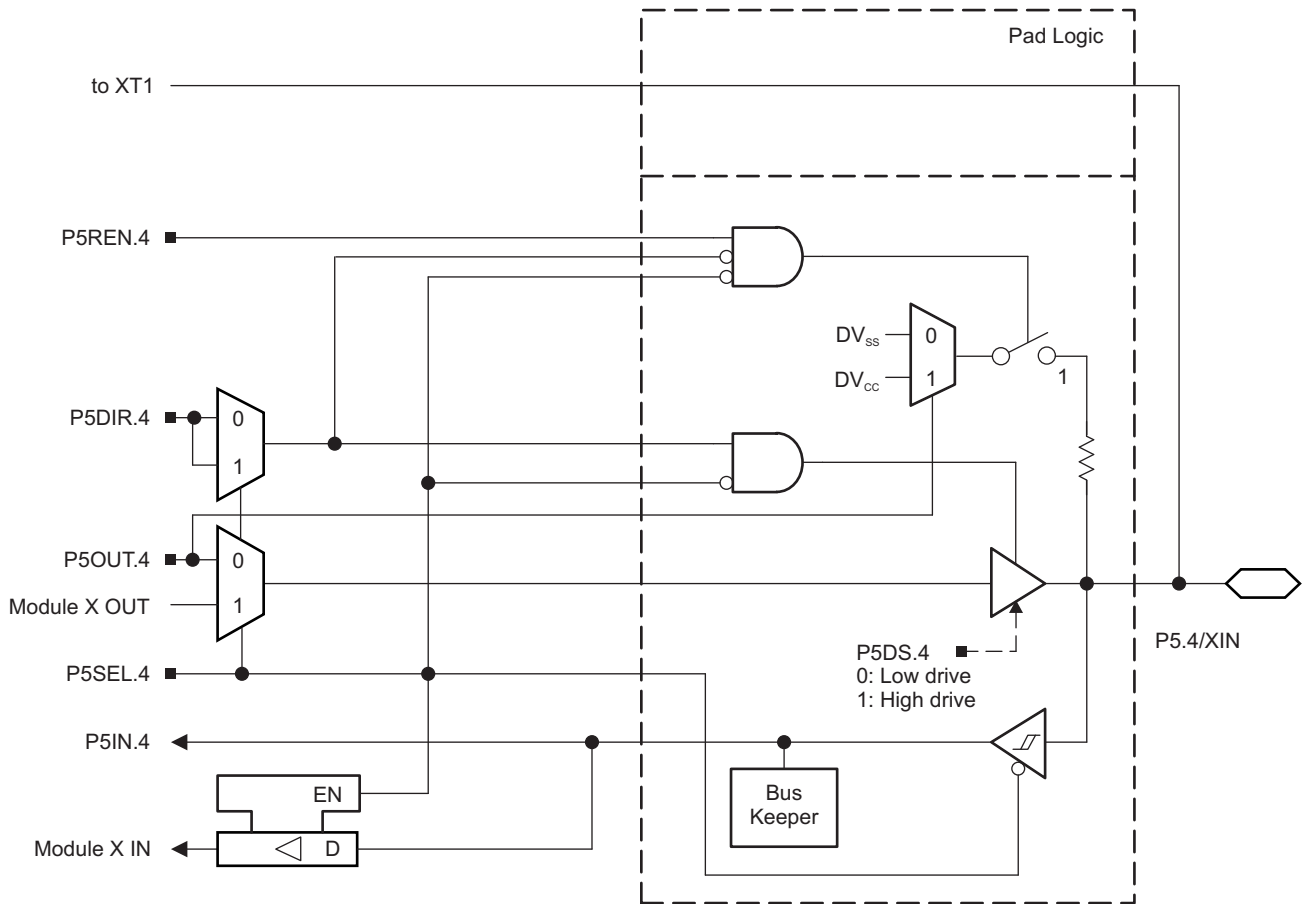 Pad Logic
to XT1
P5REN.4
DVSS
0
DVCC
1
1
P5DIR.4
0
1
P5OUT.4
0
Module X OUT
1
P5DS.4
0: Low drive
1: High drive
P5.4/XIN
P5SEL.4
P5IN.4
EN
Bus
Keeper
Module X IN
D